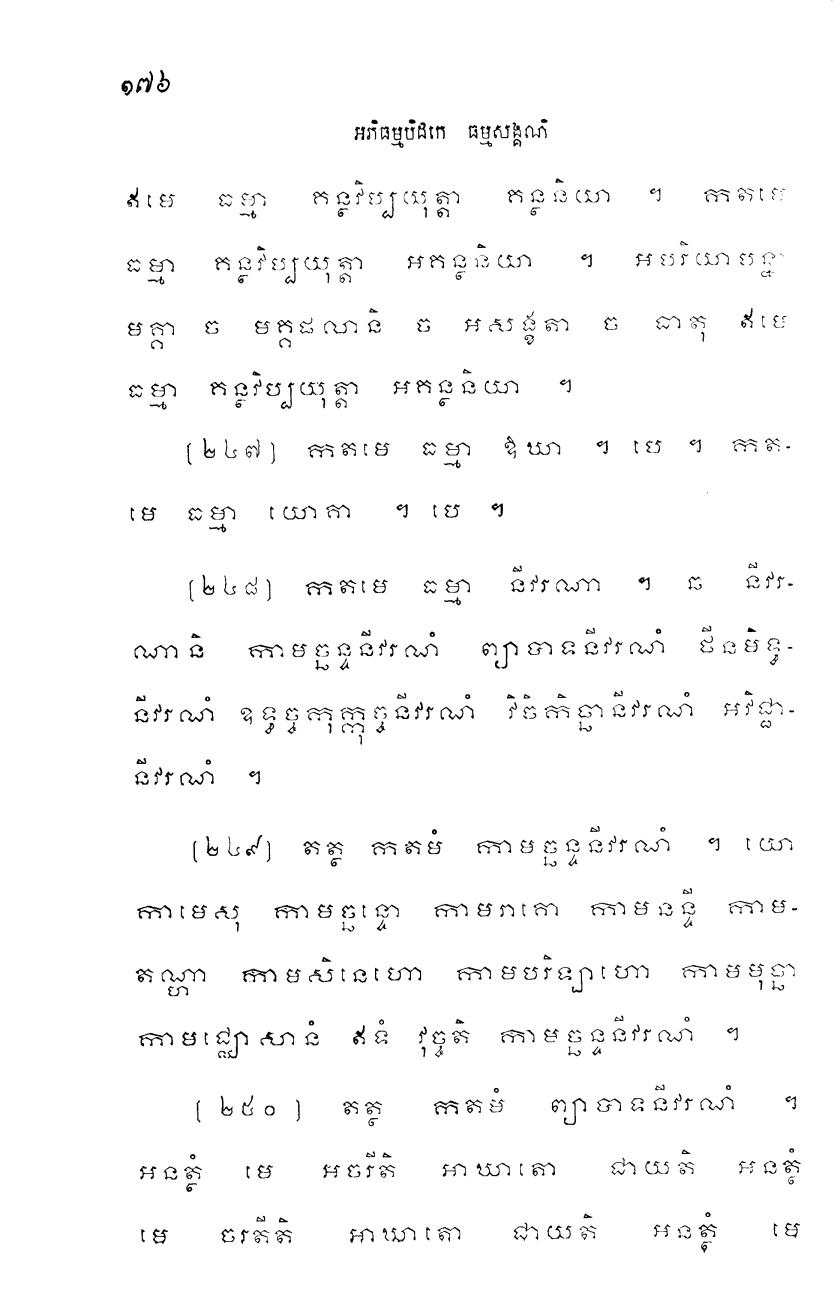 ១៧៦
អភិធម្មបិដកេ ធម្មសង្គណិ
ឥមេ ធម្មា គន្ថវិប្បយុត្តា គន្ថនិយា ។ កតមេ
ធម្មា គន្ថវិប្បយុត្តា អគន្ថនិយា ។ អបរិយាបន្នា
មគ្គា ច មគ្គផលានិ ច អសង្ខតា ច ធាតុ ឥមេ
ធម្មា គន្ថវិប្បយុត្តា អគន្ថនិយា ។
[២៤៧] កតមេ ធម្មា ឱឃា ។ បេ ។ កត-
មេ ធម្មា យោគា ។ បេ ។
[២៤៨] កតមេ ធម្មា នីវរណា ។ ឆ នីវរ-
ណានិ កាមច្ឆន្ទនីវរណំ ព្យាបាទនីវរណំ ថីនមិទ្ធ-
នីវរណំ ឧទ្ធច្ចកុក្កុច្ចនីវរណំ វិចិកិច្ឆានីវរណំ អវិជ្ជា-
នីវរណំ ។
[២៤៩] តត្ថ កតមំ កាមច្ឆន្ទនីវរណំ ។ យោ
កាមេសុ កាមច្ឆន្ទោ កាមរាគោ កាមនន្ទី កាម-
តណ្ហា កាមសិនេហោ កាមបរិឡាហោ កាមមុច្ឆា
កាមជ្ឈោសានំ ឥទំ វុច្ចតិ កាមច្ឆន្ទនីវរណំ ។
[២៥០] តត្ថ កតមំ ព្យាបាទនីវរណំ ។
អនត្ថំ មេ អចរីតិ អាឃាតោ ជាយតិ អនត្ថំ
មេ ចរតីតិ អាឃាតោ ជាយតិ អនត្ថំ មេ